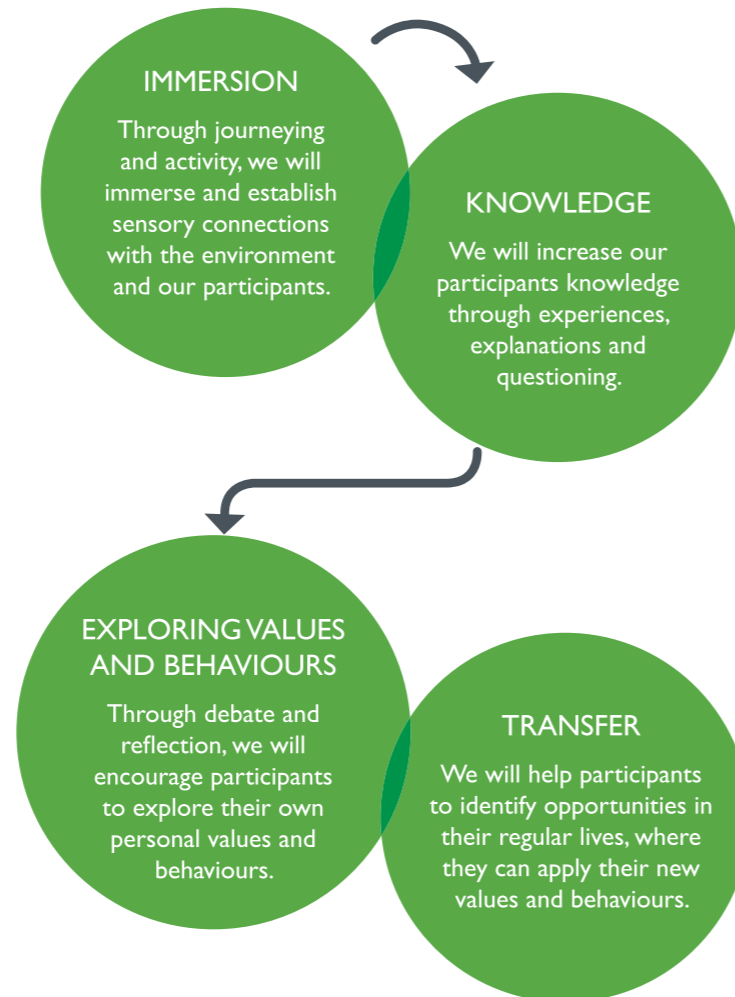 IMMERSION
Through journeying
and activity, we will
immerse and establish
sensory connections
with the environment
and our participants.
KNOWLEDGE
We will increase our
participants knowledge
through experiences,
explanations and
questioning.
EXPLORING VALUES
AND BEHAVIOURS
Through debate and
reflection, we will
encourage participants
to explore their own
personal values and
behaviours.
TRANSFER
We will help participants
to identify opportunities in
their regular lives, where
they can apply their new
values and behaviours.